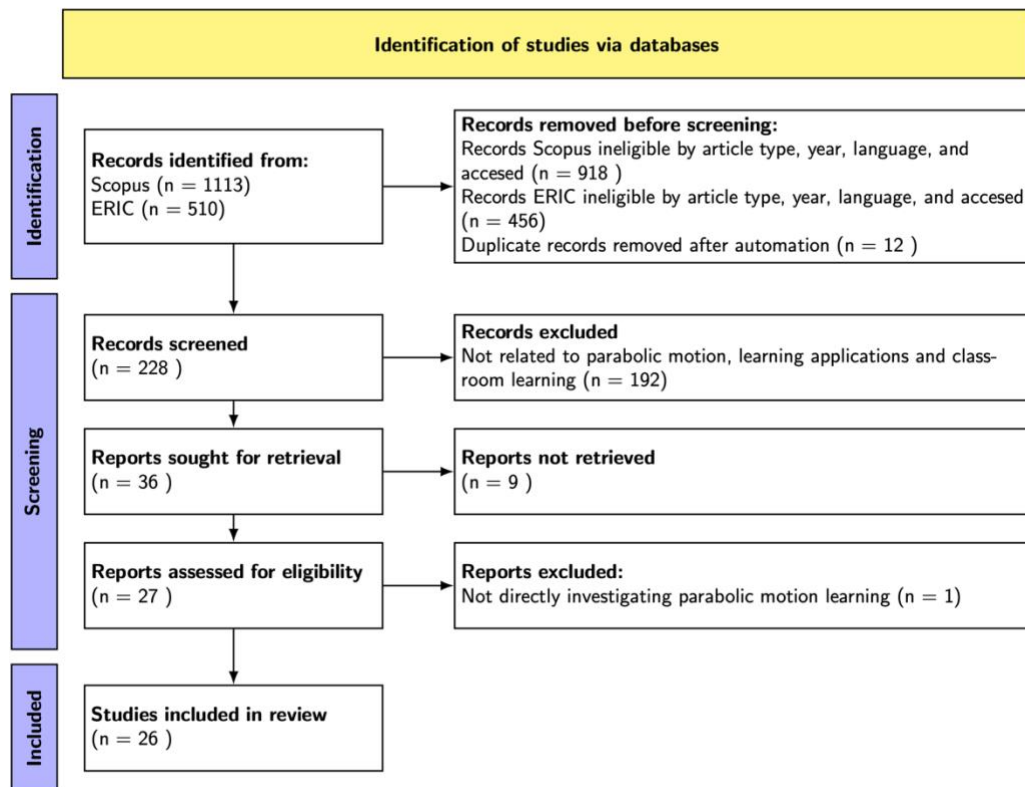 Identification of studies via databases
Identification
Records identified from:
Scopus (n = 1113)
ERIC (n = 510)
Records removed before screening:
Records Scopus ineligible by article type, year, language, and
accesed (n = 918 )
Records ERIC ineligible by article type, year, language, and accesed
(n = 456)
Duplicate records removed after automation (n = 12 )
Screening
Records screened
(n = 228 )
Records excluded
Not related to parabolic motion, learning applications and class-
room learning (n = 192)
Reports sought for retrieval
(n = 36 )
Reports not retrieved
(n = 9 )
Reports assessed for eligibility
(n = 27 )
Reports excluded:
Not directly investigating parabolic motion learning (n = 1)
Included
Studies included in review
(n = 26 )